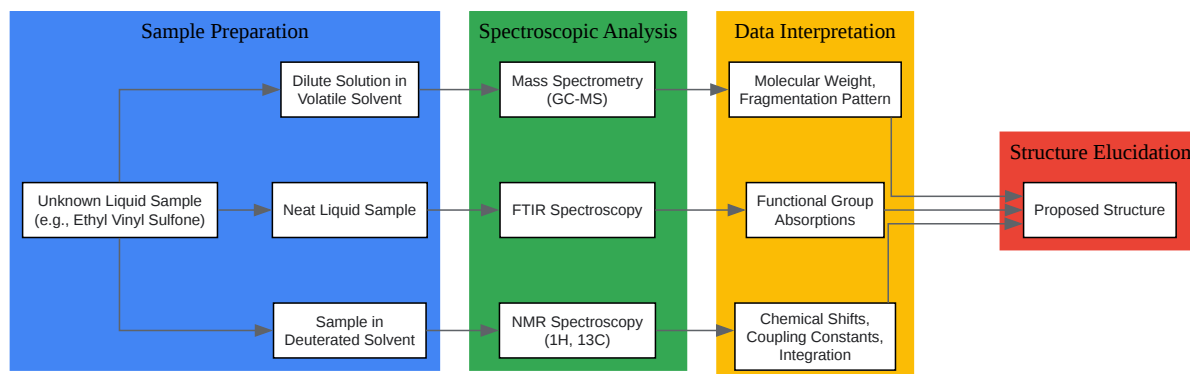 Sample Preparation
Spectroscopic Analysis
Data Interpretation
Dilute Solution in
Volatile Solvent
Mass Spectrometry
(GC-MS)
Molecular Weight,
Fragmentation Pattern
Structure Elucidation
Unknown Liquid Sample
(e.g., Ethyl Vinyl Sulfone)
Neat Liquid Sample
FTIR Spectroscopy
Functional Group
Absorptions
Proposed Structure
Sample in
Deuterated Solvent
NMR Spectroscopy
(1H, 13C)
Chemical Shifts,
Coupling Constants,
Integration